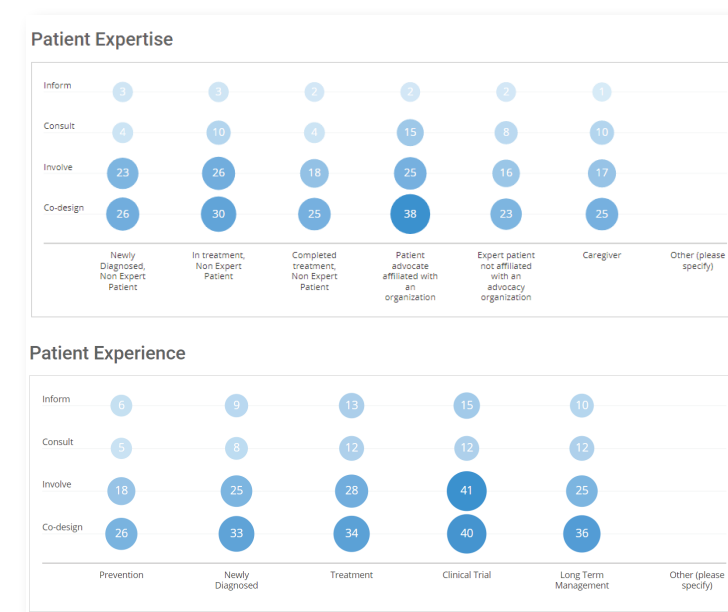 Patient Expertise
Inform 3 3 2 2 2 1
Consult 4 10 4 15 8 10
Involve 23 26 18 25 16 17
Co-design 26 30 25 38 23 25
Newly
Diagnosed,
Non Expert
Patient
In treatment,
Non Expert
Patient
Completed
treatment,
Non Expert
Patient
Patient
advocate
affiliated with
an
organization
Expert patient
not affiliated
with an
advocacy
organization
Caregiver
Other (please
specify)
Patient Experience
Inform 6 9 13 15 10
Consult 5 8 12 12 12
Involve 18 25 28 41 25
Co-design 26 33 34 40 36
Prevention
Newly
Diagnosed
Treatment
Clinical Trial
Long Term
Management
Other (please
specify)